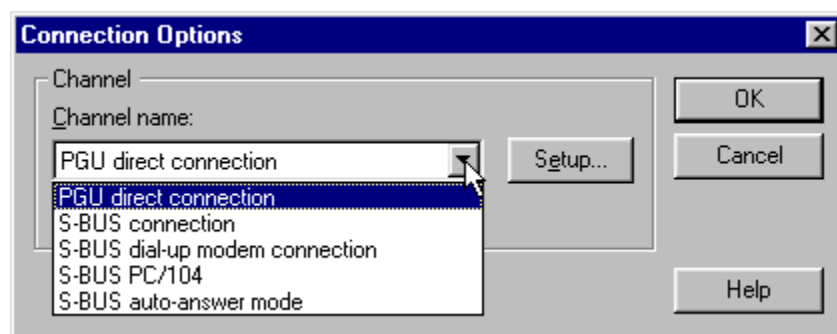 Connection Options
Channel
Channel name:
PGU direct connection
Setup...
OK
Cancel
PGU direct connection
S-BUS connection
S-BUS dial-up modem connection
S-BUS PC/104
S-BUS auto-answer mode
Help